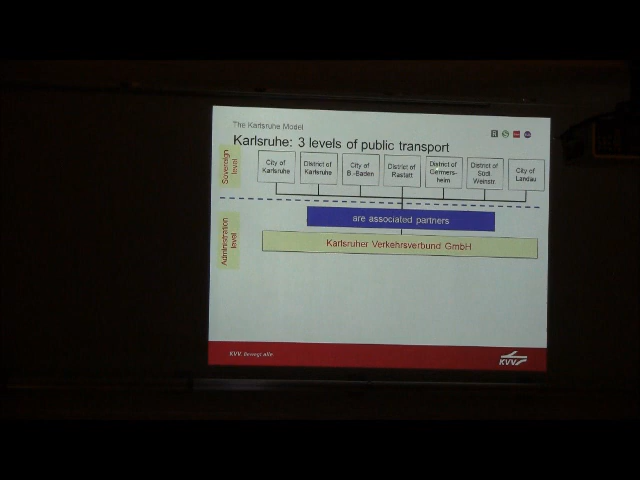 The Karlsruhe Model
Karlsruhe: 3 levels of public transport
Sovereign
level
City of
Karlsruhe
District of
Karlsruhe
City of
B.-Baden
District of
Rastatt
District of
Germers-
heim
District of
Südl.
Weinstr.
City of
Landau
are associated partners
Administration
level
Karlsruher Verkehrsverbund GmbH
KVV. Bewegt alle.
KVV